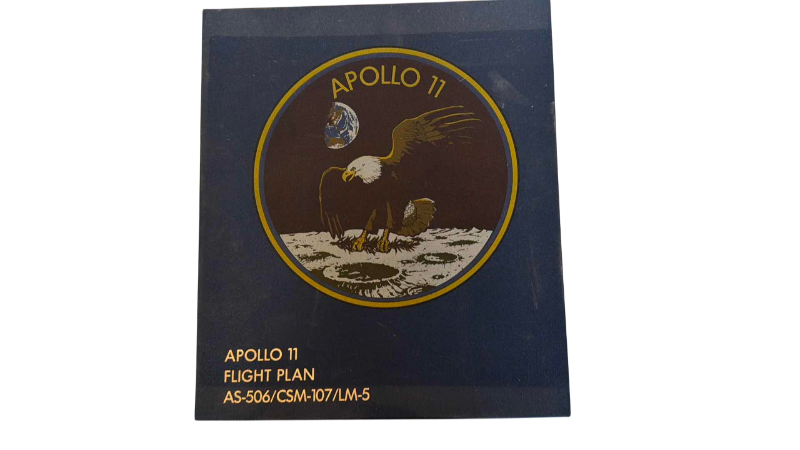 APOLLO 11
APOLLO 11
FLIGHT PLAN
AS-506/CSM-107/LM-5